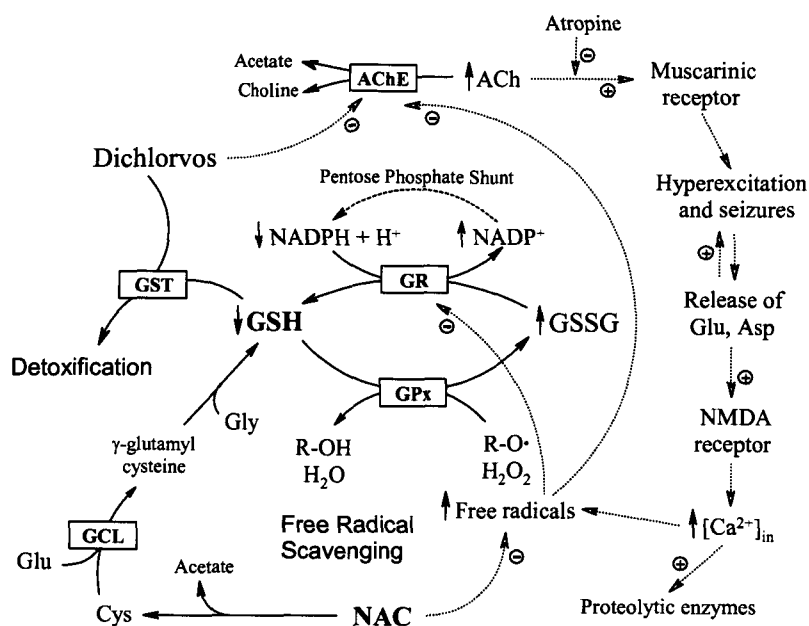 Atropine
⊖
Acetate
Choline
AChE
↑ACh
⊕
Muscarinic
receptor
⊖
⊖
Dichlorvos
Pentose Phosphate Shunt
Hyperexcitation
and seizures
↓ NADPH + H⁺
↑ NADP⁺
⊕
GST
GR
↓GSH
⊖
↑GSSG
Release of
Glu, Asp
Detoxification
⊕
GPx
Gly
NMDA
receptor
γ-glutamyl
cysteine
R-OH
H₂O
R-O•
H₂O₂
↑ Free radicals
↑[Ca²⁺]in
GCL
Free Radical
Scavenging
⊖
⊕
Glu
Acetate
Cys
NAC
Proteolytic enzymes